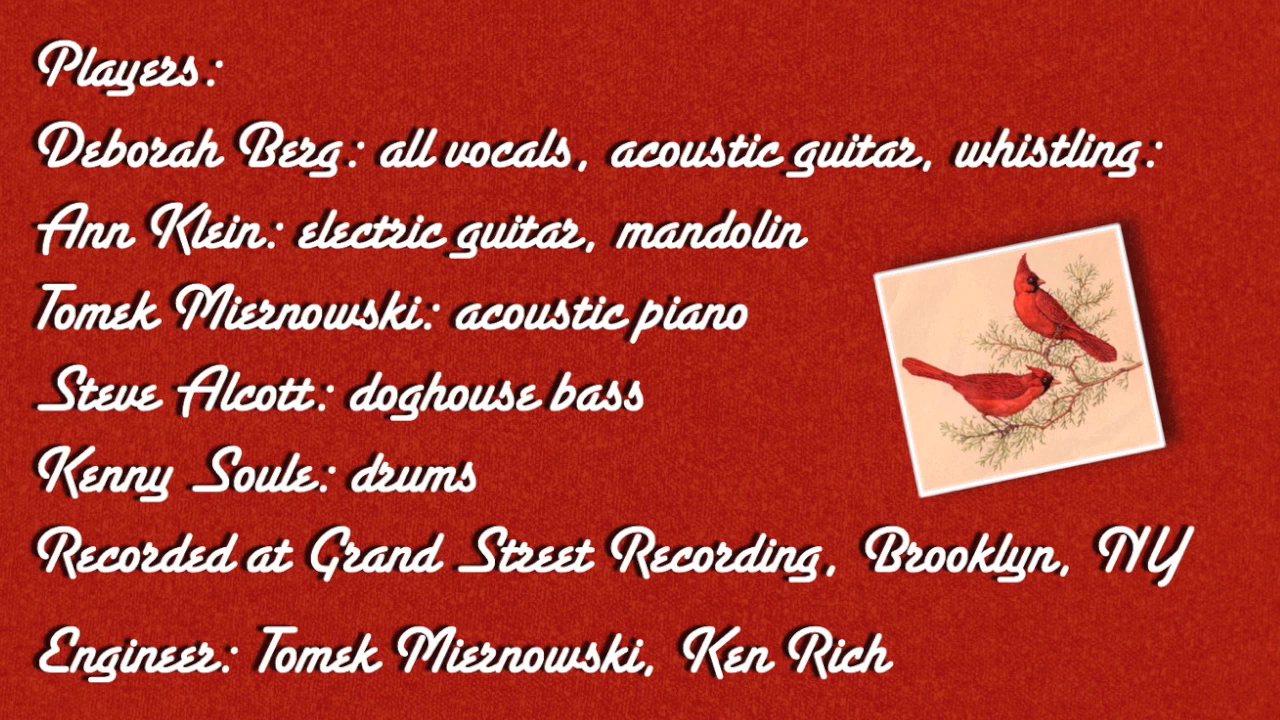 Players:
Deborah Berg: all vocals, acoustic guitar, whistling:
Ann Klein: electric guitar, mandolin
Tomek Miernowski: acoustic piano
Steve Alcott: doghouse bass
Kenny Soule: drums
Recorded at Grand Street Recording, Brooklyn, NY
Engineer: Tomek Miernowski, Ken Rich